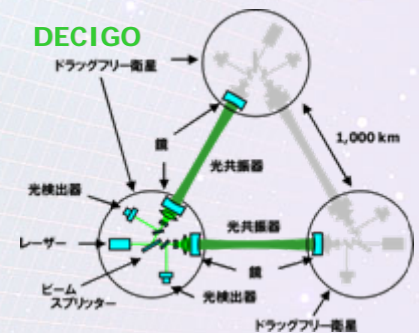 DECIGO
ドラッグフリー衛星
鏡
1,000 km
光共振器
光検出器
光共振器
レーザー
鏡
ビーム
スプリッター
光検出器
ドラッグフリー衛星